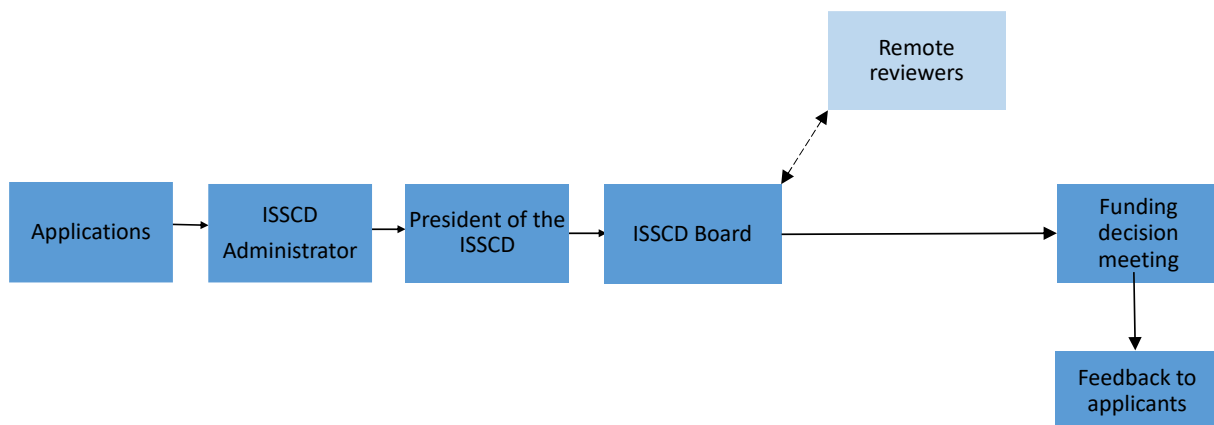 Remote
reviewers
Applications
ISSCD
Administrator
President of the
ISSCD
ISSCD Board
Funding
decision
meeting
Feedback to
applicants